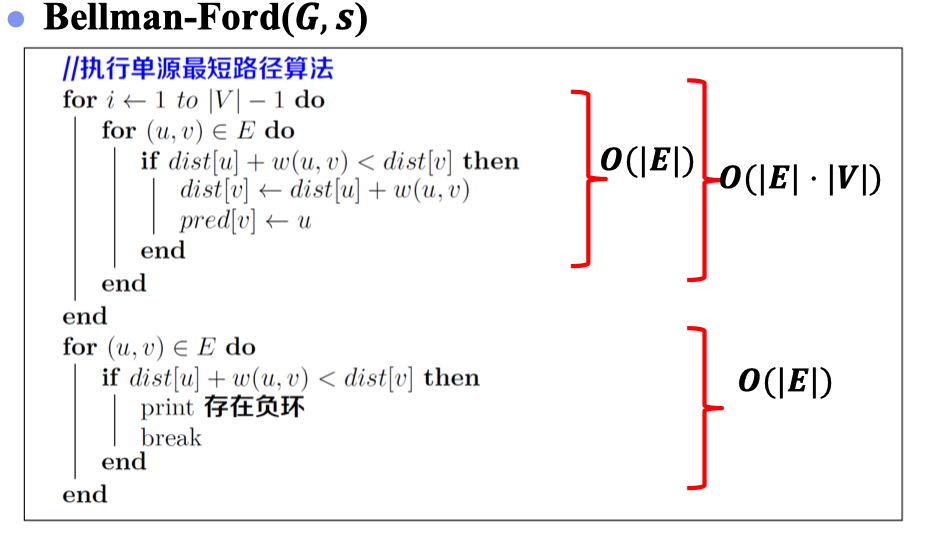 Bellman-Ford(G, s)
//执行单源最短路径算法
for i ← 1 to |V| − 1 do
for (u, v) ∈ E do
if dist[u] + w(u, v) < dist[v] then
dist[v] ← dist[u] + w(u, v)
pred[v] ← u
end
end
end
O(|E|)
O(|E| · |V|)
for (u, v) ∈ E do
if dist[u] + w(u, v) < dist[v] then
print 存在负环
break
end
end
O(|E|)